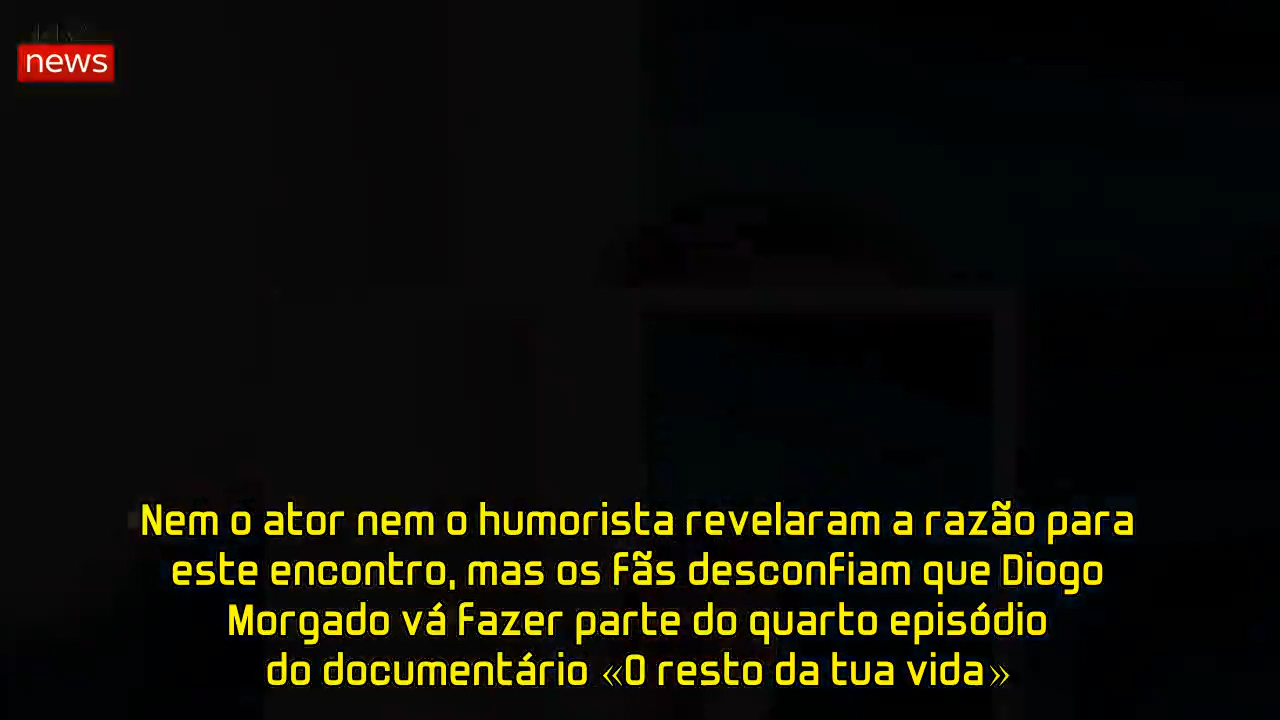 news
Nem o ator nem o humorista revelaram a razão para
este encontro, mas os fãs desconfiam que Diogo
Morgado vá fazer parte do quarto episódio
do documentário «O resto da tua vida»